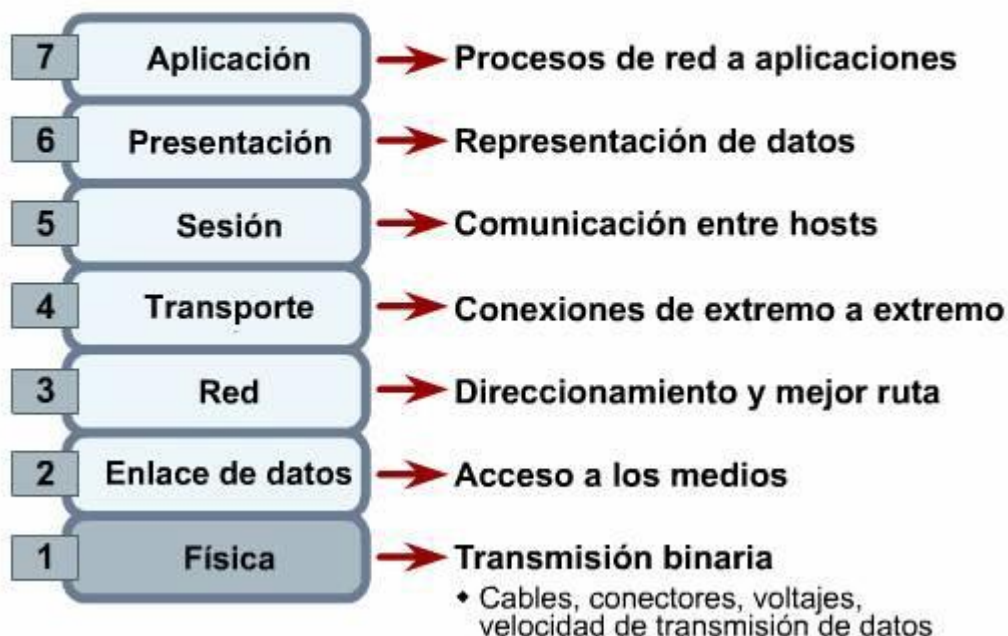 7 Aplicación Procesos de red a aplicaciones
6 Presentación Representación de datos
5 Sesión Comunicación entre hosts
4 Transporte Conexiones de extremo a extremo
3 Red Direccionamiento y mejor ruta
2 Enlace de datos Acceso a los medios
1 Física Transmisión binaria
◆ Cables, conectores, voltajes,
velocidad de transmisión de datos